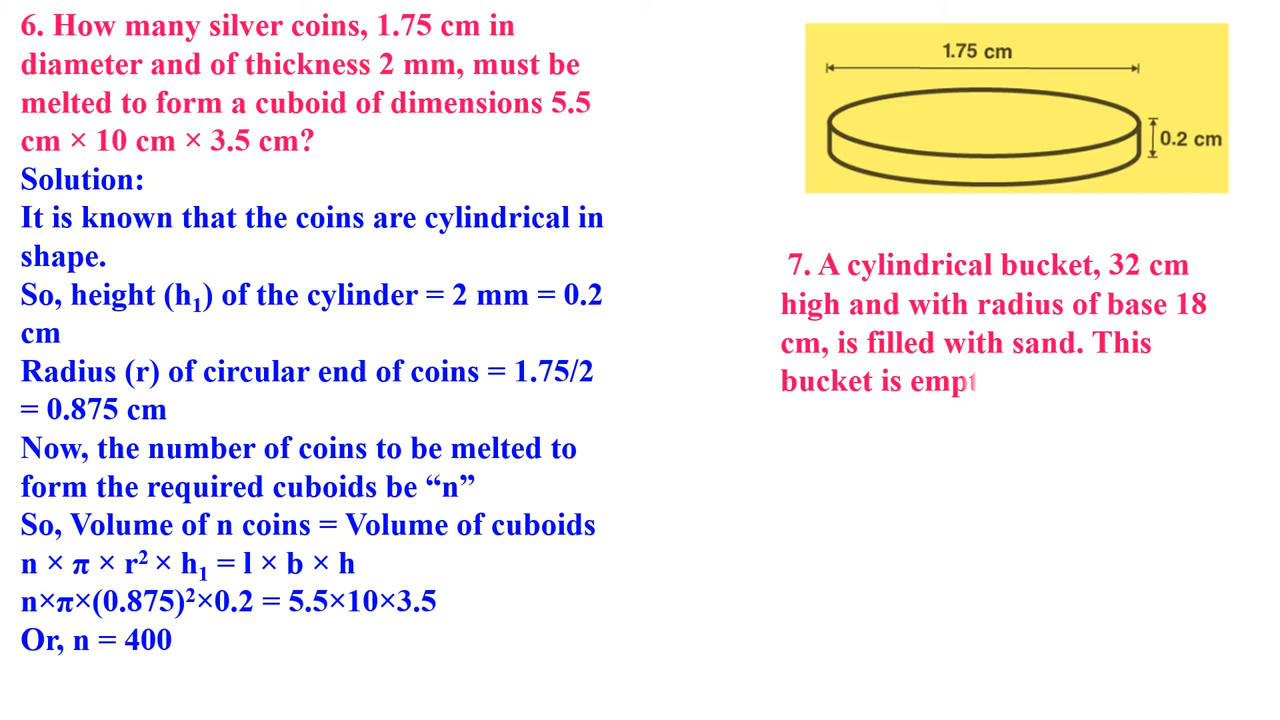 6. How many silver coins, 1.75 cm in
diameter and of thickness 2 mm, must be
melted to form a cuboid of dimensions 5.5
cm × 10 cm × 3.5 cm?
Solution:
It is known that the coins are cylindrical in
shape.
So, height (h₁) of the cylinder = 2 mm = 0.2
cm
Radius (r) of circular end of coins = 1.75/2
= 0.875 cm
Now, the number of coins to be melted to
form the required cuboids be “n”
So, Volume of n coins = Volume of cuboids
n × π × r² × h₁ = l × b × h
n×π×(0.875)²×0.2 = 5.5×10×3.5
Or, n = 400
1.75 cm
0.2 cm
7. A cylindrical bucket, 32 cm
high and with radius of base 18
cm, is filled with sand. This
bucket is empt